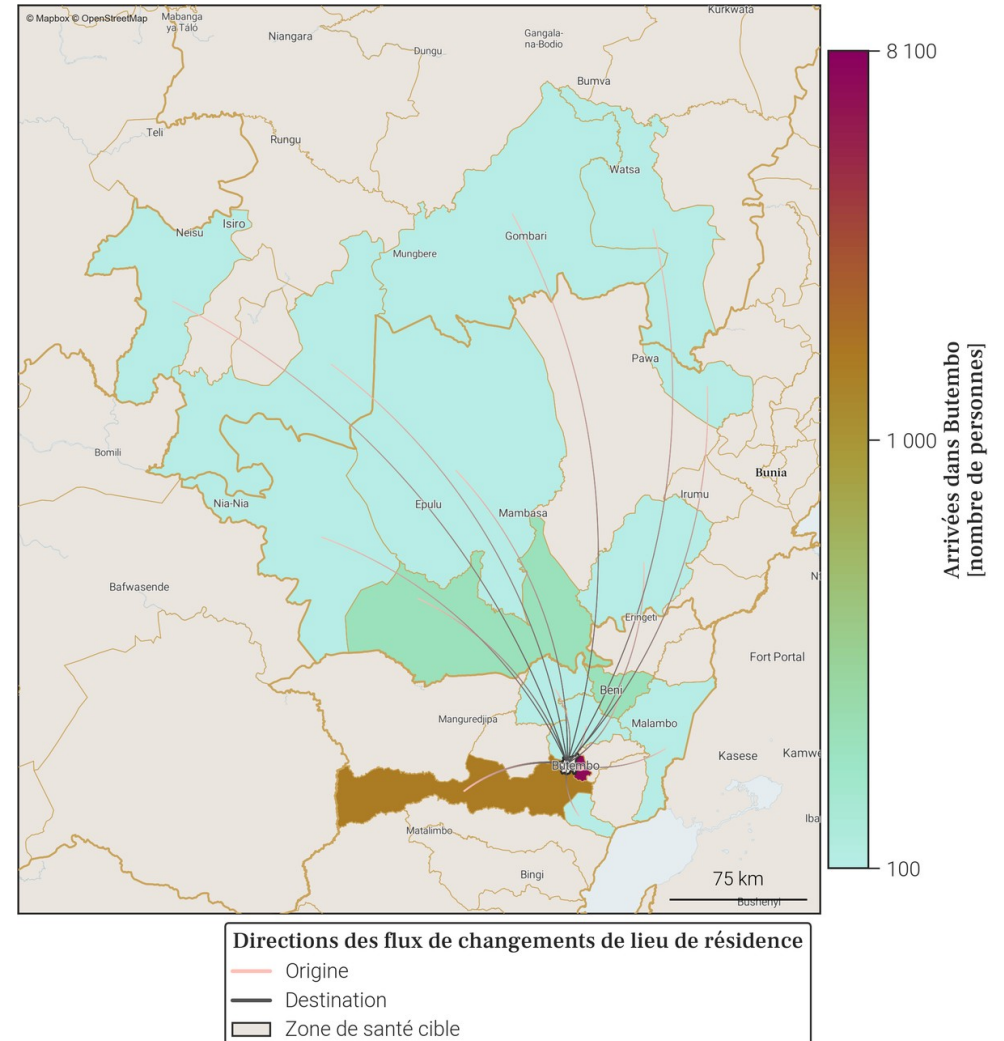 © Mapbox © OpenStreetMap
Mabanga
ya Talo
Niangara
Gangala-
na-Bodio
Kurkwata
Dungu
Bumva
Teli
Rungu
Watsa
Isiro
Neisu
Gombari
Mungbere
Pawa
Bomili
Bunia
Irumu
Nia-Nia
Epulu
Mambasa
Bafwasende
Eringeti
Fort Portal
Beni
Manguredjipa
Malambo
Kasese
Kamwe
Butembo
Iba
Matalimbo
Bingi
75 km
Bushenyl
8 100
1 000
100
Arrivées dans Butembo
[nombre de personnes]
Directions des flux de changements de lieu de résidence
Origine
Destination
Zone de santé cible